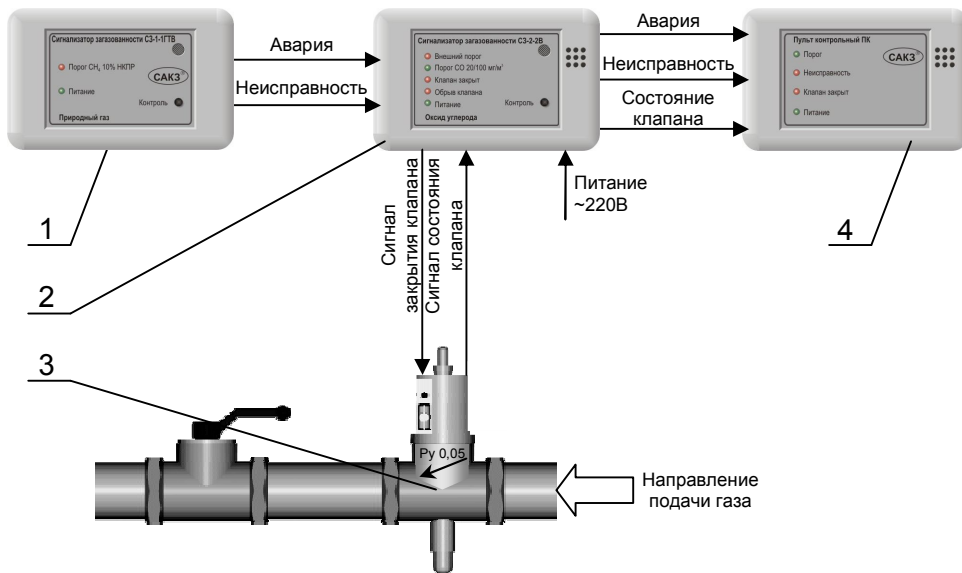 Сигнализатор загазованности СЗ-1-1ГТВ
Порог CH4 10% НКПР
САКЗ®
Питание
Контроль
Природный газ
Авария
Неисправность
Сигнализатор загазованности СЗ-2-2В
Внешний порог
Порог СО 20/100 мг/м³
Клапан закрыт
Обрыв клапана
Питание
Контроль
Оксид углерода
Авария
Неисправность
Состояние
клапана
Пульт контрольный ПК
Порог
САКЗ®
Неисправность
Клапан закрыт
Питание
1
2
3
4
Сигнал
закрытия клапана
Сигнал состояния
клапана
Питание
~220В
Ру 0,05
Направление
подачи газа